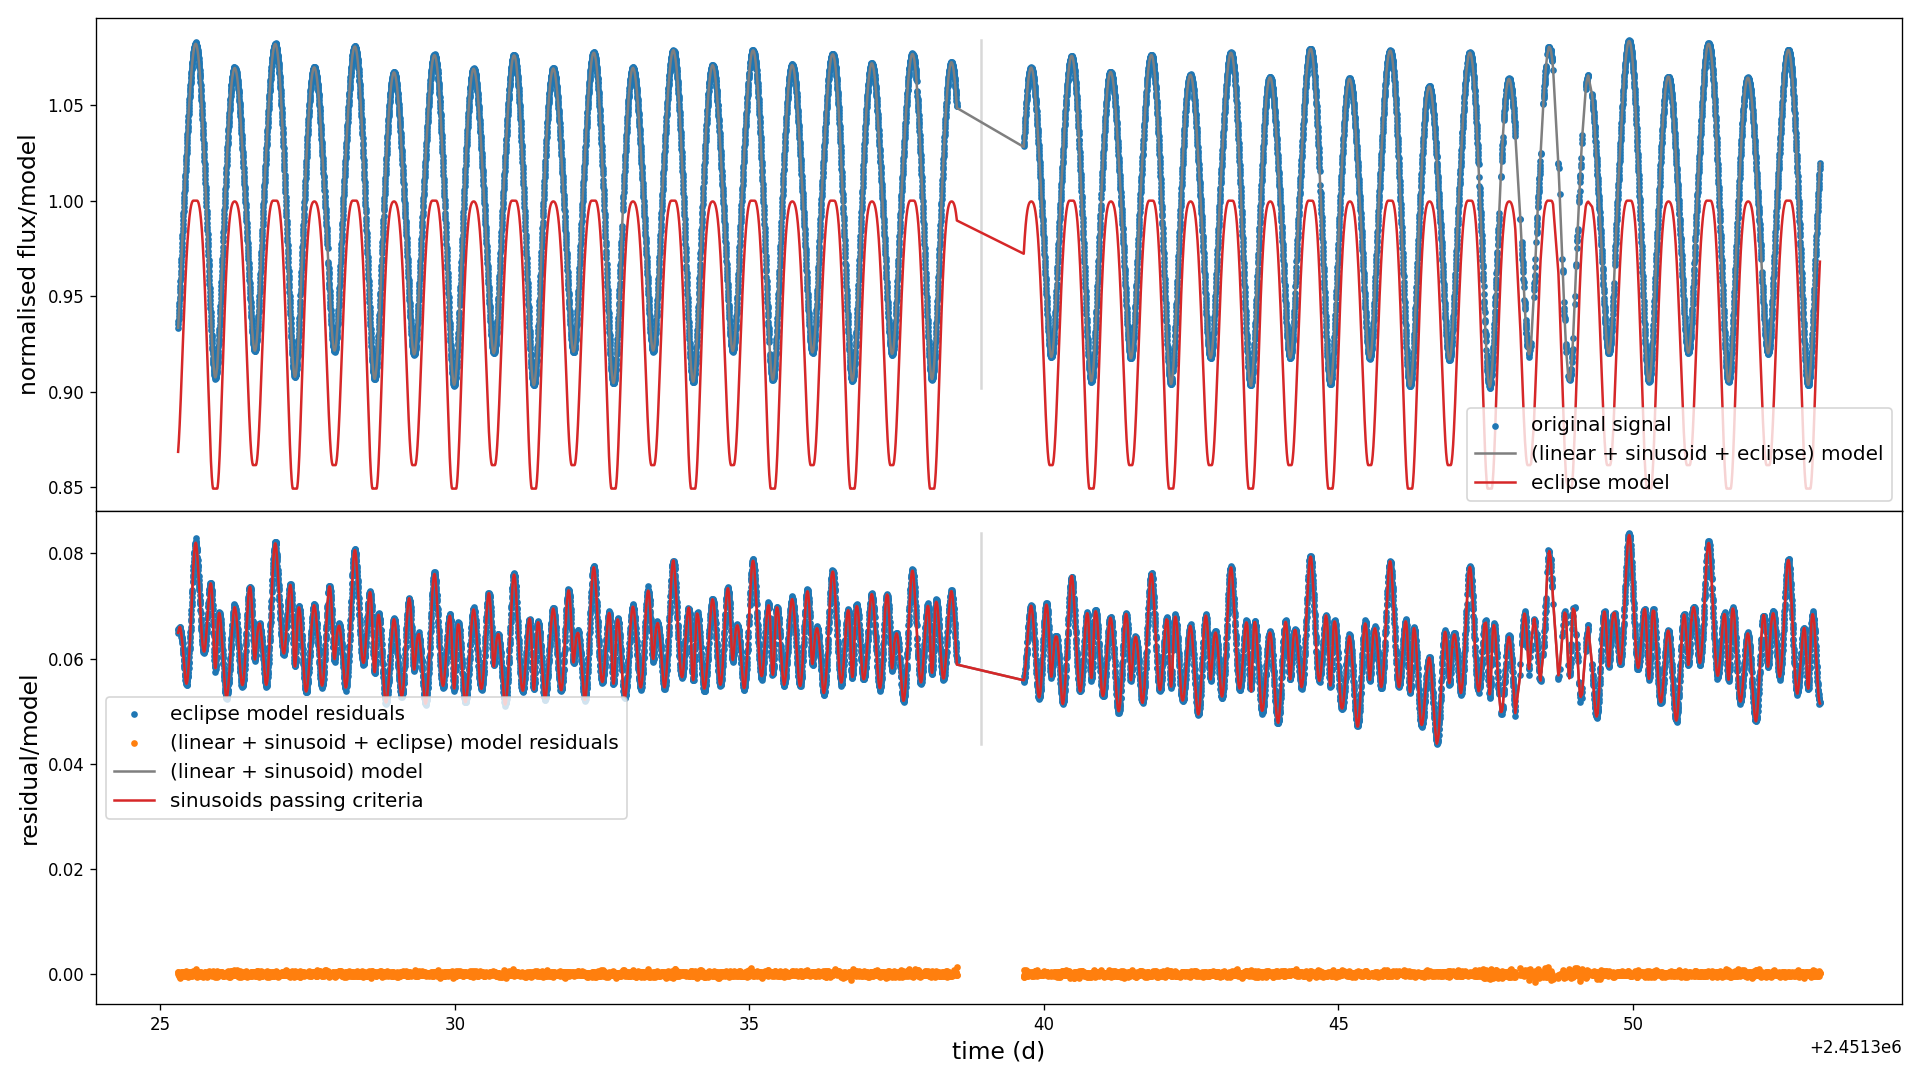 normalised flux/model
1.05
1.00
0.95
0.90
0.85
original signal
(linear + sinusoid + eclipse) model
eclipse model
residual/model
0.08
0.06
0.04
0.02
0.00
eclipse model residuals
(linear + sinusoid + eclipse) model residuals
(linear + sinusoid) model
sinusoids passing criteria
25
30
35
40
45
50
time (d)
+2.4513e6